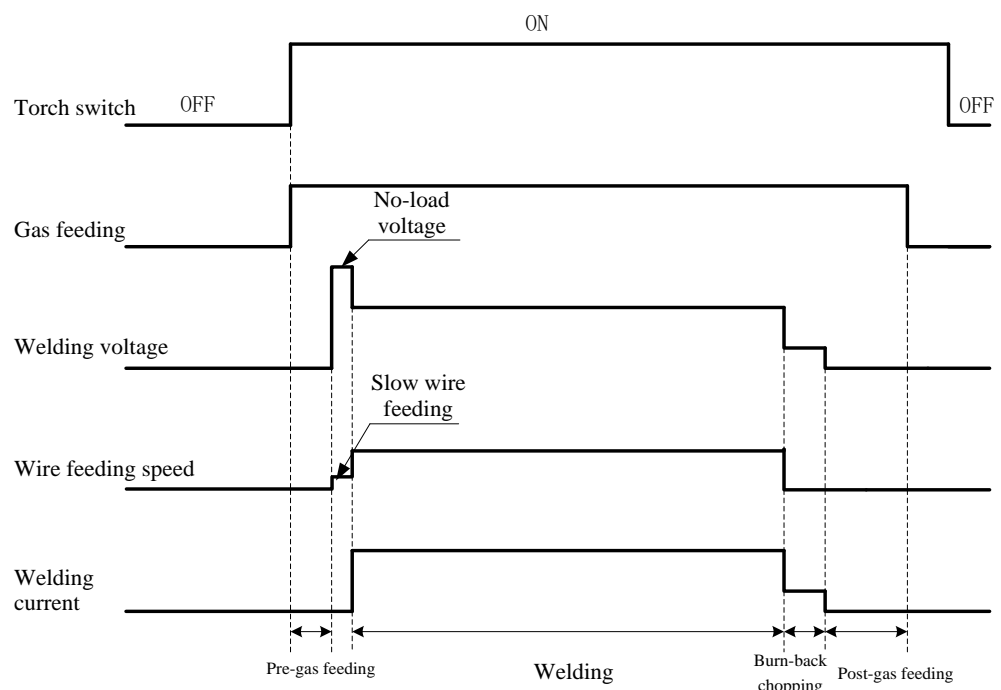 ON
Torch switch
OFF
OFF
No-load
voltage
Gas feeding
Welding voltage
Slow wire
feeding
Wire feeding speed
Welding
current
Pre-gas feeding
Welding
Burn-back
chopping
Post-gas feeding